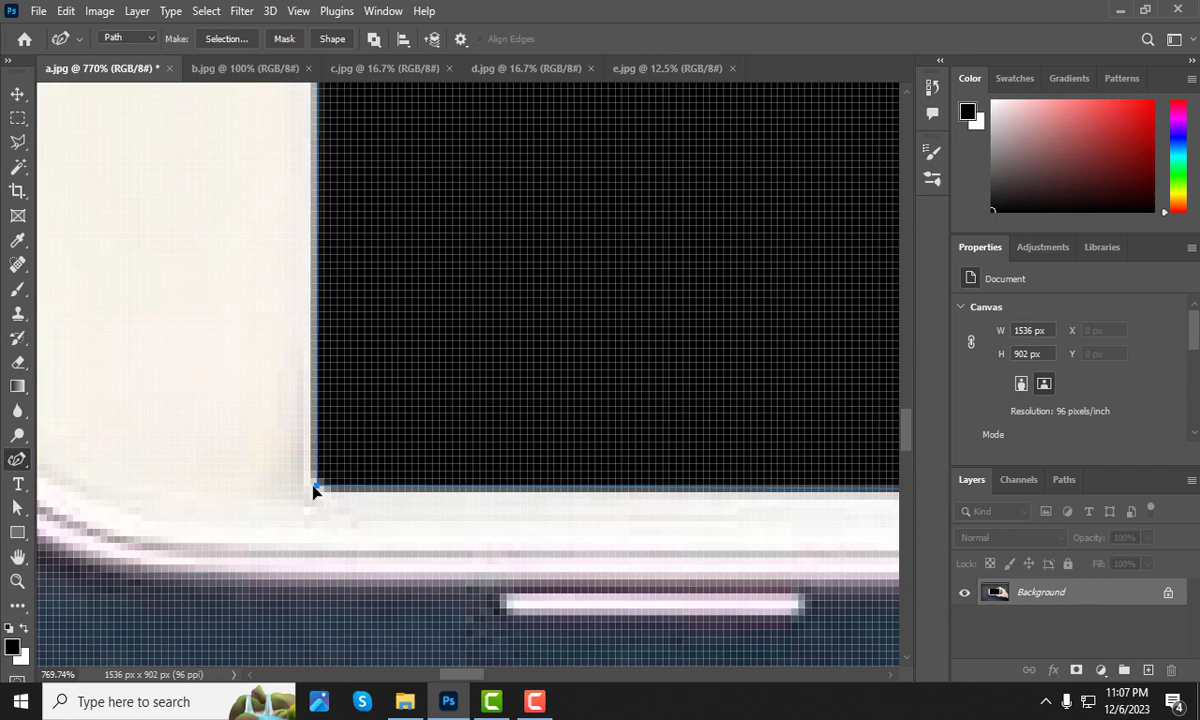 Ps File Edit Image Layer Type Select Filter 3D View Plugins Window Help
Path Make: Selection... Mask Shape Align Edges
a.jpg @ 770% (RGB/8#) * × b.jpg @ 100% (RGB/8#) × c.jpg @ 16.7% (RGB/8#) × d.jpg @ 16.7% (RGB/8#) × e.jpg @ 12.5% (RGB/8#) ×
Color Swatches Gradients Patterns
Properties Adjustments Libraries
Document
Canvas
W 1536 px X 0 px
H 902 px Y 0 px
Resolution: 96 pixels/inch
Mode
Layers Channels Paths
Kind
Normal Opacity: 100%
Lock: Fill: 100%
Background
769.74% 1536 px x 902 px (96 ppi)
Type here to search
Ps
11:07 PM
12/6/2023
4